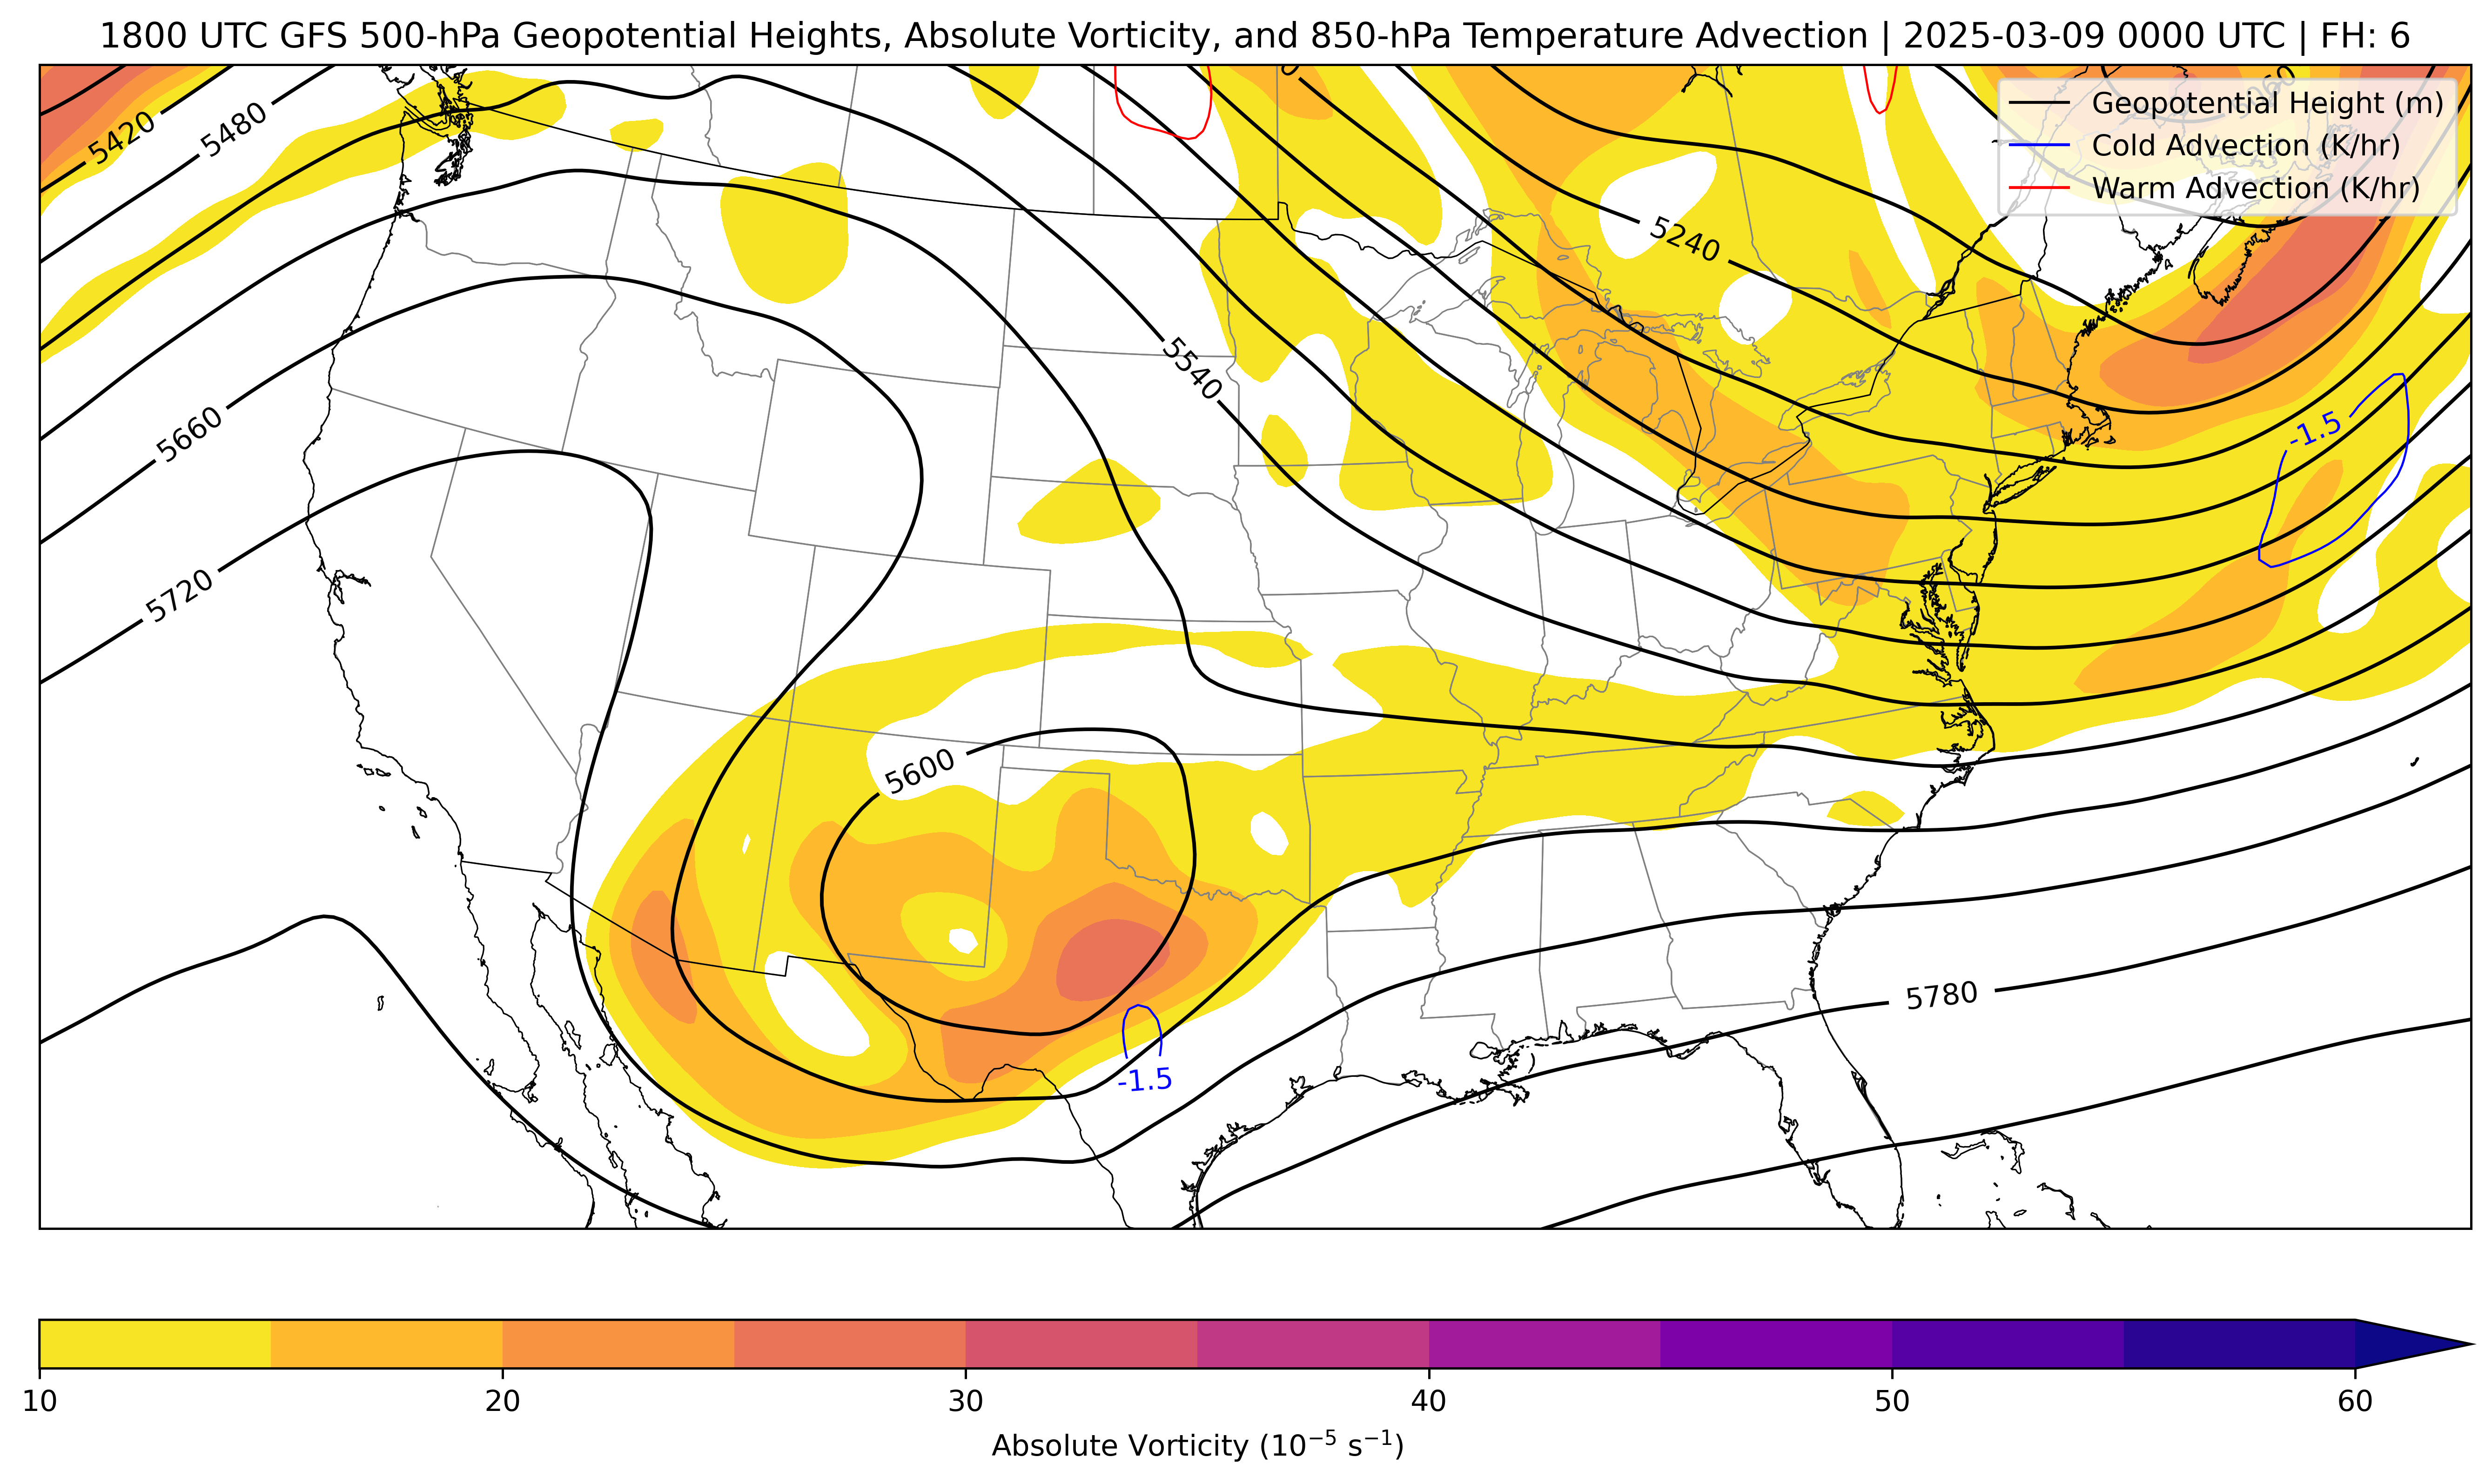 1800 UTC GFS 500-hPa Geopotential Heights, Absolute Vorticity, and 850-hPa Temperature Advection | 2025-03-09 0000 UTC | FH: 6
Geopotential Height (m)
Cold Advection (K/hr)
Warm Advection (K/hr)
5420
5480
5240
5540
5660
-1.5
5720
5600
5780
-1.5
10 20 30 40 50 60
Absolute Vorticity (10⁻⁵ s⁻¹)